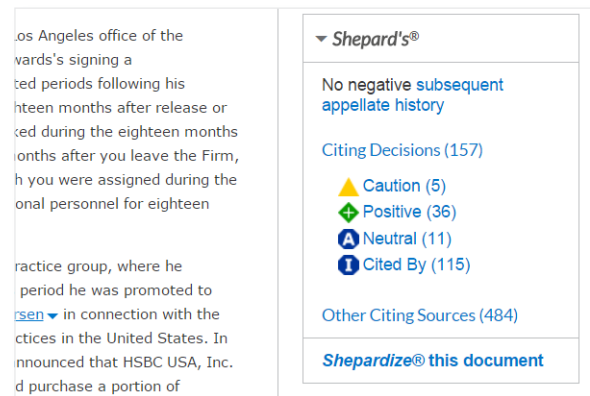 Los Angeles office of the
wards's signing a
ted periods following his
hteen months after release or
ked during the eighteen months
onths after you leave the Firm,
h you were assigned during the
onal personnel for eighteen
ractice group, where he
period he was promoted to
rsen in connection with the
ctices in the United States. In
nnounced that HSBC USA, Inc.
d purchase a portion of
Shepard's®
No negative subsequent
appellate history
Citing Decisions (157)
Caution (5)
Positive (36)
A Neutral (11)
I Cited By (115)
Other Citing Sources (484)
Shepardize® this document